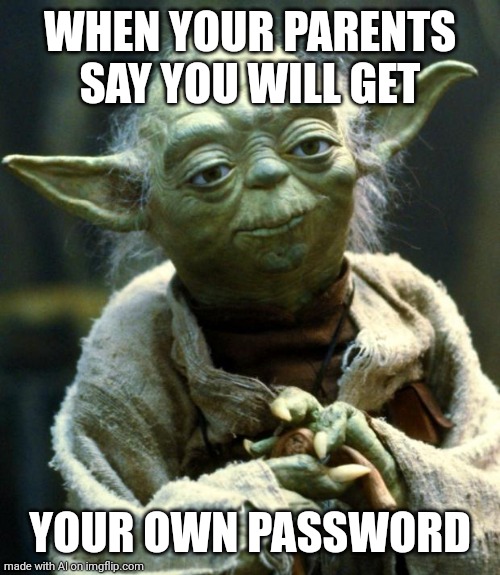 WHEN YOUR PARENTS
SAY YOU WILL GET
YOUR OWN PASSWORD
made with AI on imgflip.com